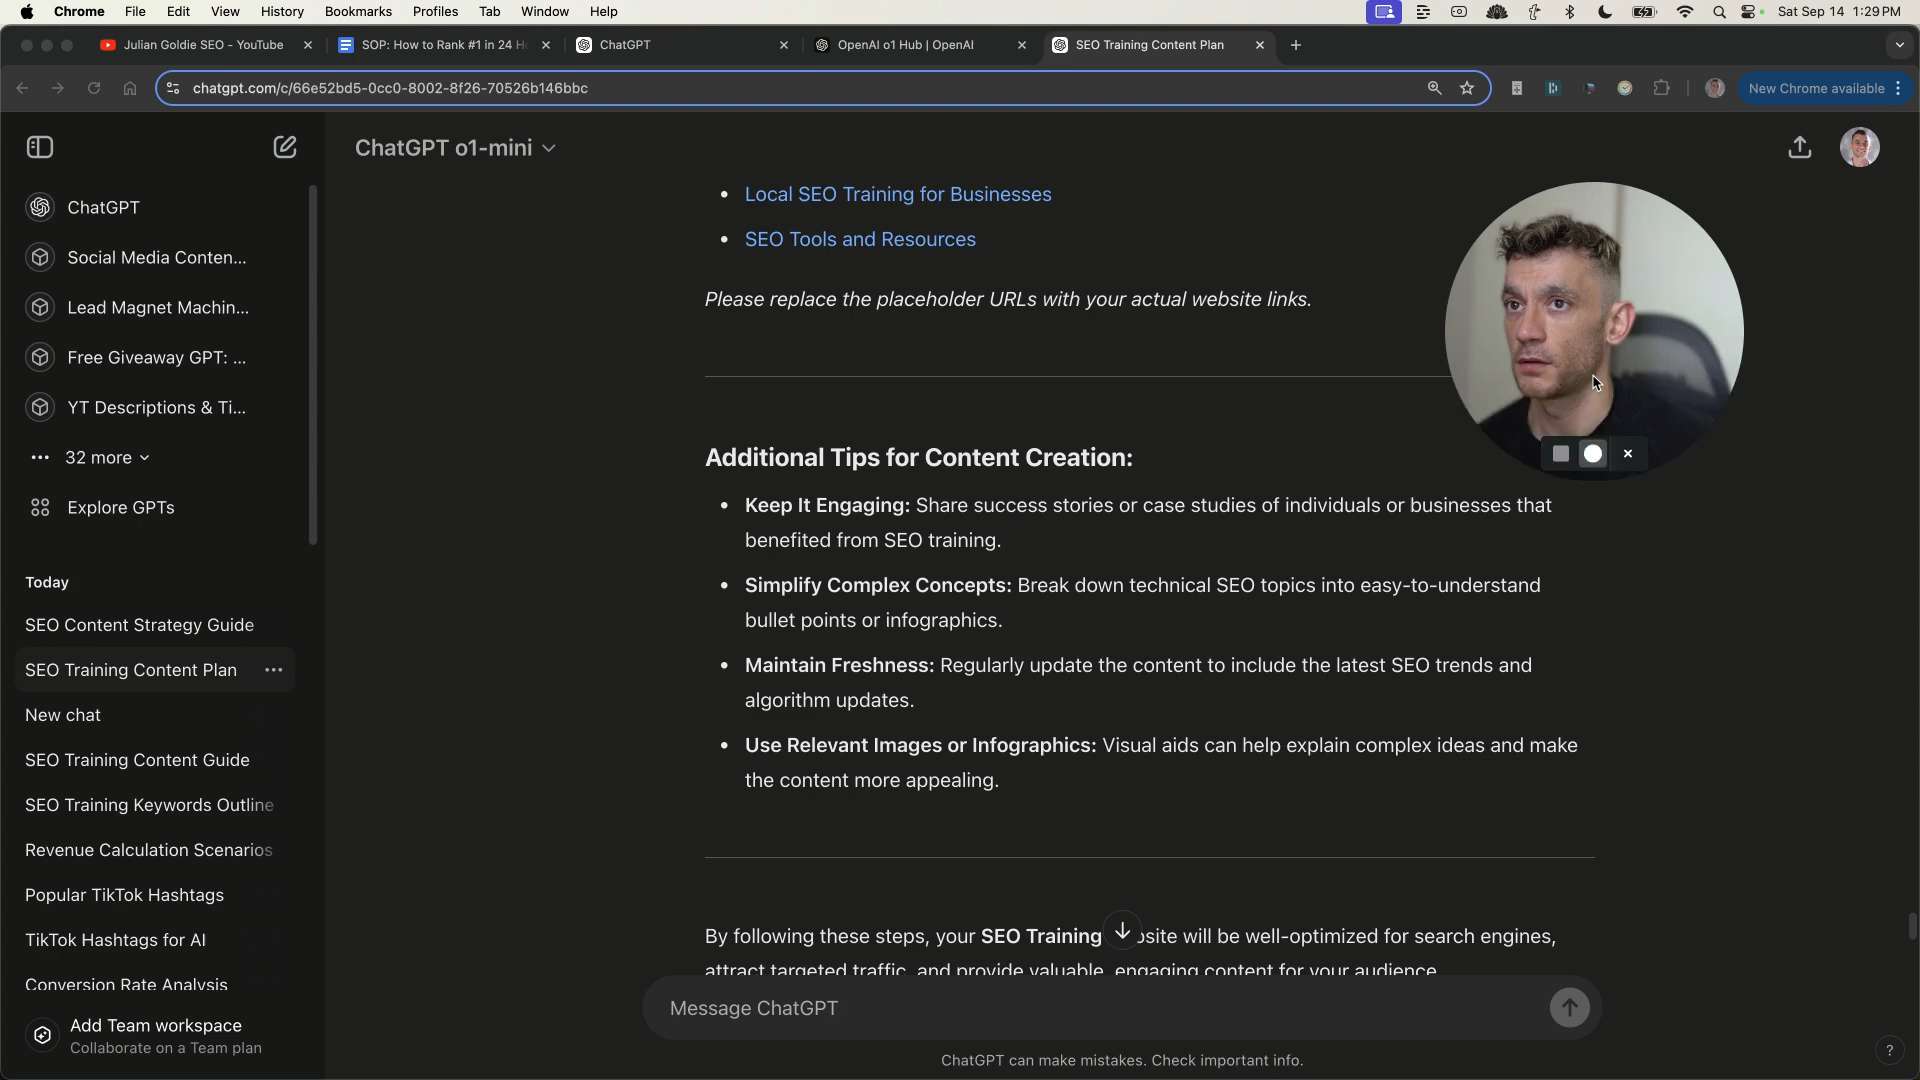 Chrome File Edit View History Bookmarks Profiles Tab Window Help Sat Sep 14 1:29 PM
Julian Goldie SEO - YouTube SOP: How to Rank #1 in 24 H ChatGPT OpenAI o1 Hub | OpenAI SEO Training Content Plan
chatgpt.com/c/66e52bd5-0cc0-8002-8f26-70526b146bbc New Chrome available
ChatGPT o1-mini
ChatGPT
Social Media Conten...
Lead Magnet Machin...
Free Giveaway GPT: ...
YT Descriptions & Ti...
32 more
Explore GPTs
Today
SEO Content Strategy Guide
SEO Training Content Plan
New chat
SEO Training Content Guide
SEO Training Keywords Outline
Revenue Calculation Scenarios
Popular TikTok Hashtags
TikTok Hashtags for AI
Conversion Rate Analysis
Add Team workspace
Collaborate on a Team plan
Local SEO Training for Businesses
SEO Tools and Resources
Please replace the placeholder URLs with your actual website links.
Additional Tips for Content Creation:
Keep It Engaging: Share success stories or case studies of individuals or businesses that
benefited from SEO training.
Simplify Complex Concepts: Break down technical SEO topics into easy-to-understand
bullet points or infographics.
Maintain Freshness: Regularly update the content to include the latest SEO trends and
algorithm updates.
Use Relevant Images or Infographics: Visual aids can help explain complex ideas and make
the content more appealing.
By following these steps, your SEO Training site will be well-optimized for search engines,
attract targeted traffic, and provide valuable, engaging content for your audience.
Message ChatGPT
ChatGPT can make mistakes. Check important info.
?